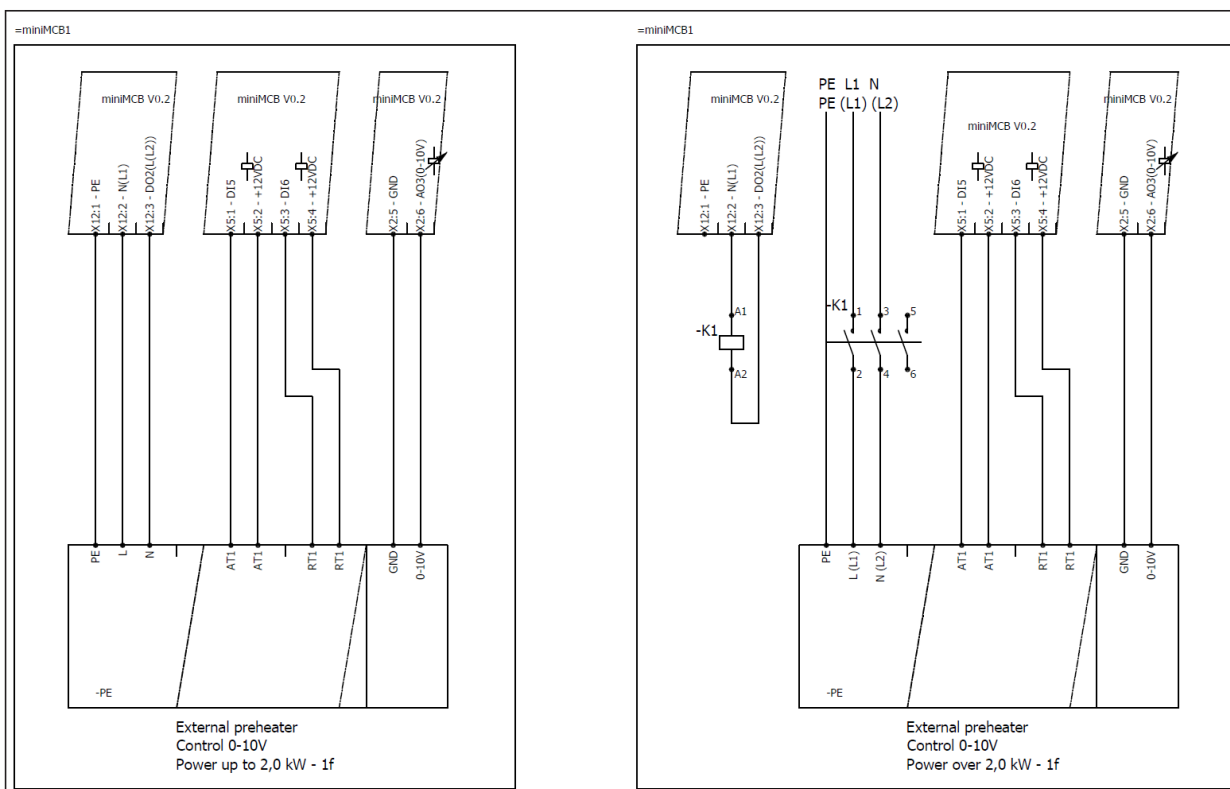 =miniMCB1
miniMCB V0.2
miniMCB V0.2
miniMCB V0.2
X12:1 - PE
X12:2 - N(L1)
X12:3 - DO2(L(L2))
X5:1 - DI5
X5:2 - +12VDC
X5:3 - DI6
X5:4 - +12VDC
X2:5 - GND
X2:6 - AO3(0-10V)
PE
L
N
AT1
AT1
RT1
RT1
GND
0-10V
-PE
External preheater
Control 0-10V
Power up to 2,0 kW - 1f
=miniMCB1
miniMCB V0.2
PE L1 N
PE (L1) (L2)
miniMCB V0.2
miniMCB V0.2
X12:1 - PE
X12:2 - N(L1)
X12:3 - DO2(L(L2))
X5:1 - DI5
X5:2 - +12VDC
X5:3 - DI6
X5:4 - +12VDC
X2:5 - GND
X2:6 - AO3(0-10V)
-K1
A1
A2
-K1
1
3
5
2
4
6
PE
L (L1)
N (L2)
AT1
AT1
RT1
RT1
GND
0-10V
-PE
External preheater
Control 0-10V
Power over 2,0 kW - 1f